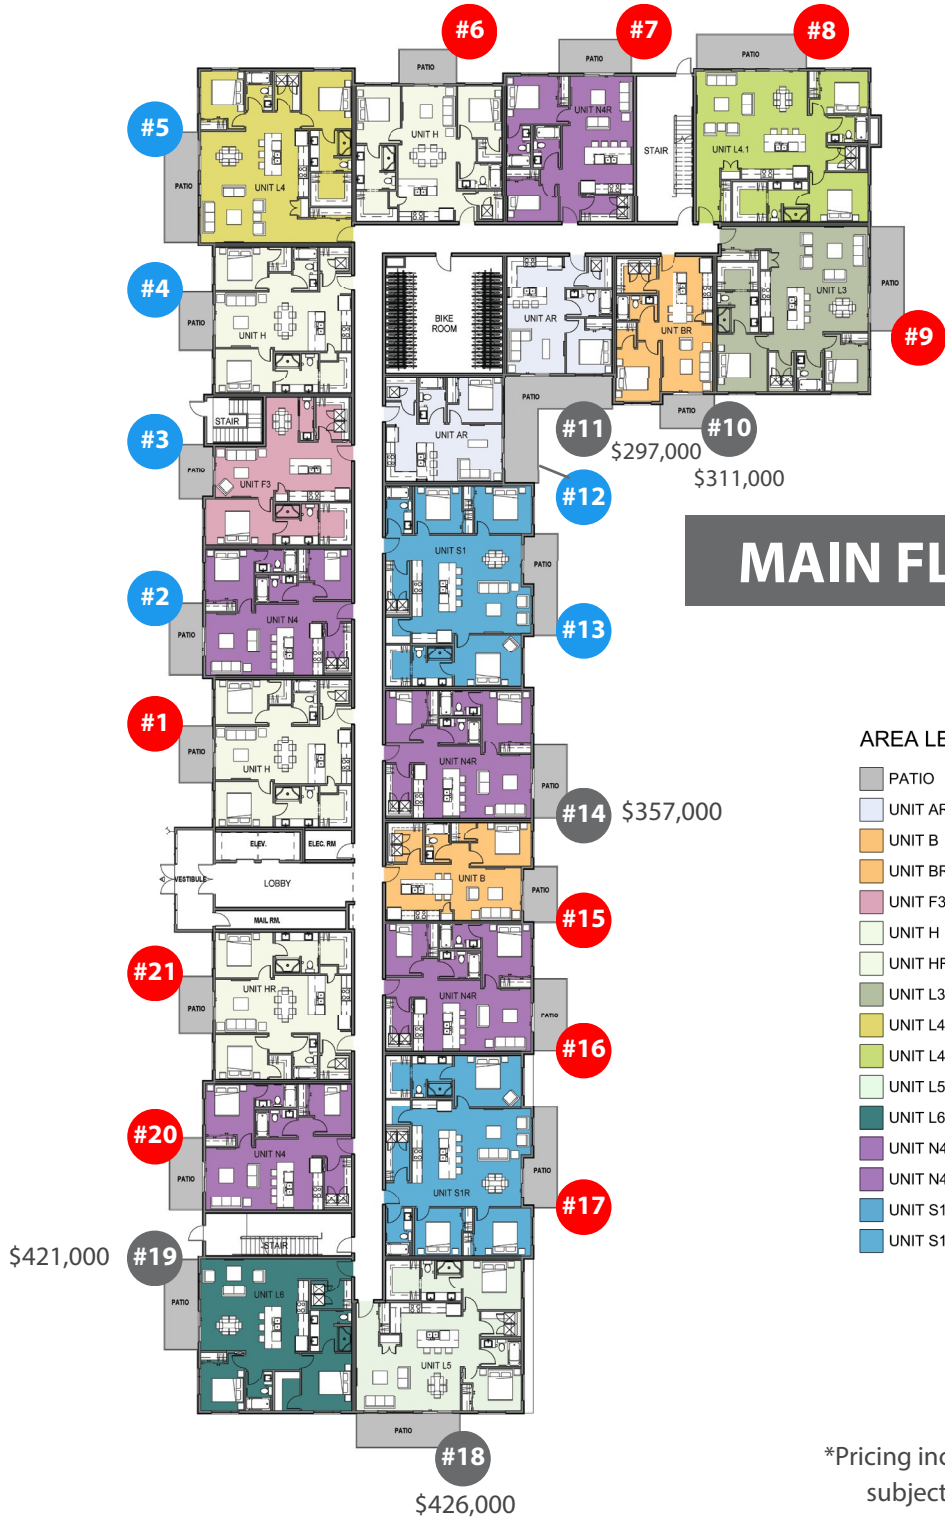 #6
#7
#8
PATIO
PATIO
PATIO
#5
UNIT H
UNIT N4R
STAIR
UNIT L4.1
PATIO
UNIT L4
#4
PATIO
UNIT H
BIKE
ROOM
UNIT AR
UNIT BR
UNIT L3
PATIO
#9
STAIR
#3
PATIO
UNIT F3
UNIT AR
PATIO
#11
$297,000
PATIO
#10
$311,000
#12
MAIN FL
#2
PATIO
UNIT N4
UNIT S1
PATIO
#13
#1
PATIO
UNIT H
UNIT N4R
PATIO
#14
$357,000
ELEV.
ELEC. RM
VESTIBULE
LOBBY
MAIL RM.
UNIT B
PATIO
#15
#21
PATIO
UNIT HR
UNIT N4R
PATIO
#16
#20
PATIO
UNIT N4
UNIT S1R
PATIO
#17
$421,000
#19
STAIR
PATIO
UNIT L6
UNIT L5
PATIO
#18
$426,000
AREA LE
PATIO
UNIT AR
UNIT B
UNIT BR
UNIT F3
UNIT H
UNIT HR
UNIT L3
UNIT L4
UNIT L4
UNIT L5
UNIT L6
UNIT N4
UNIT N4
UNIT S1
UNIT S1
*Pricing inc
subject